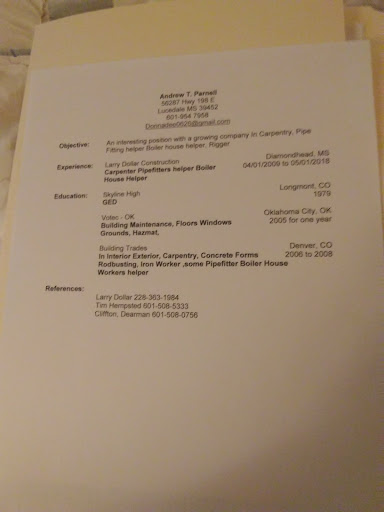 Andrew T. Parnell
56287 Hwy 198 E
Lucedale MS 39452
601-954 7958
Donnadee0625@gmail.com
Objective: An interesting position with a growing company in Carpentry, Pipe
Fitting helper Boiler house helper, Rigger
Experience: Larry Dollar Construction Diamondhead, MS
Carpenter Pipefitters helper Boiler 04/01/2009 to 05/01/2018
House Helper
Education: Skyline High Longmont, CO
GED 1979
Votec - OK Oklahoma City, OK
Building Maintenance, Floors Windows 2005 for one year
Grounds, Hazmat,
Building Trades Denver, CO
In Interior Exterior, Carpentry, Concrete Forms 2006 to 2008
Rodbusting, Iron Worker ,some Pipefitter Boiler House
Workers helper
References:
Larry Dollar 228-363-1984
Tim Hempsted 601-508-5333
Cliffton, Dearman 601-508-0756